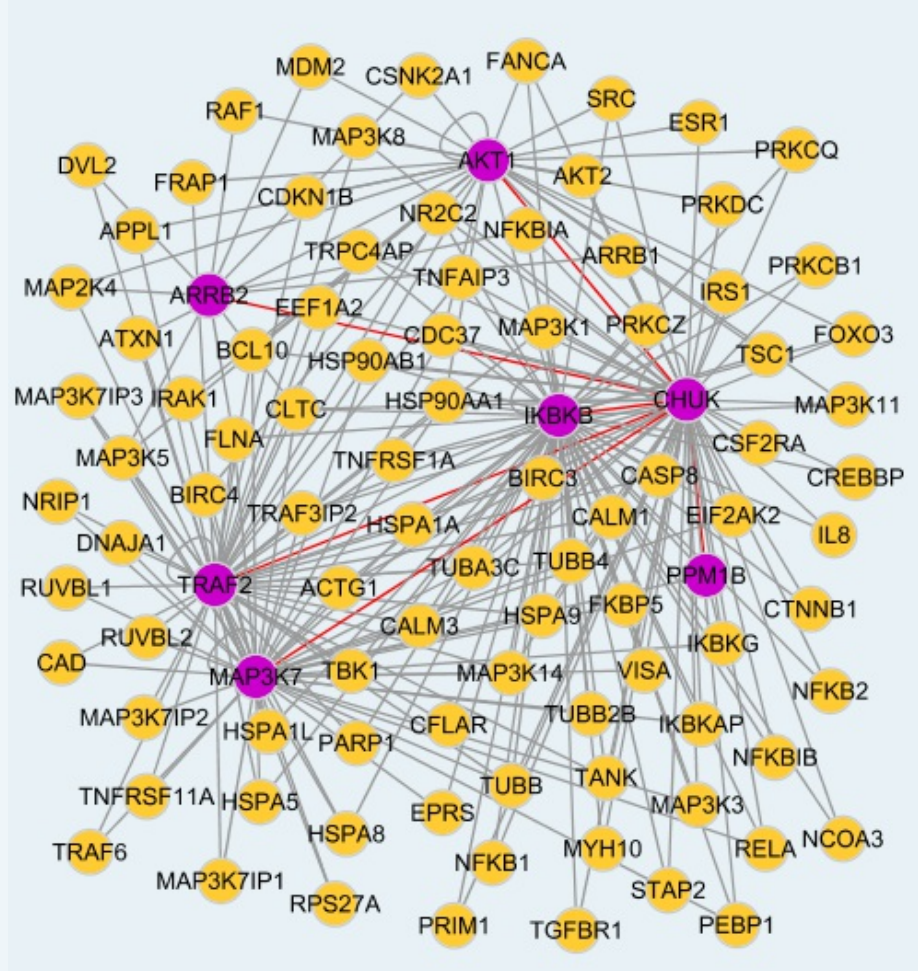 MDM2
CSNK2A1
FANCA
SRC
RAF1
MAP3K8
ESR1
PRKCQ
DVL2
AKT1
FRAP1
CDKN1B
AKT2
PRKDC
APPL1
NR2C2
NFKBIA
TRPC4AP
ARRB1
PRKCB1
MAP2K4
ARRB2
TNFAIP3
IRS1
EEF1A2
ATXN1
BCL10
CDC37
MAP3K1
PRKCZ
FOXO3
HSP90AB1
TSC1
MAP3K7IP3
IRAK1
CLTC
HSP90AA1
IKBKB
CHUK
MAP3K11
FLNA
CSF2RA
MAP3K5
TNFRSF1A
BIRC3
CASP8
CREBBP
NRIP1
BIRC4
TRAF3IP2
HSPA1A
CALM1
EIF2AK2
IL8
DNAJA1
TUBA3C
TUBB4
PPM1B
RUVBL1
TRAF2
ACTG1
HSPA9
FKBP5
CTNNB1
RUVBL2
CALM3
IKBKG
CAD
MAP3K7
TBK1
MAP3K14
VISA
NFKB2
MAP3K7IP2
HSPA1L
PARP1
CFLAR
TUBB2B
IKBKAP
NFKBIB
TNFRSF11A
HSPA5
TUBB
TANK
MAP3K3
HSPA8
EPRS
TRAF6
NFKB1
MYH10
RELA
NCOA3
MAP3K7IP1
RPS27A
STAP2
PRIM1
TGFBR1
PEBP1